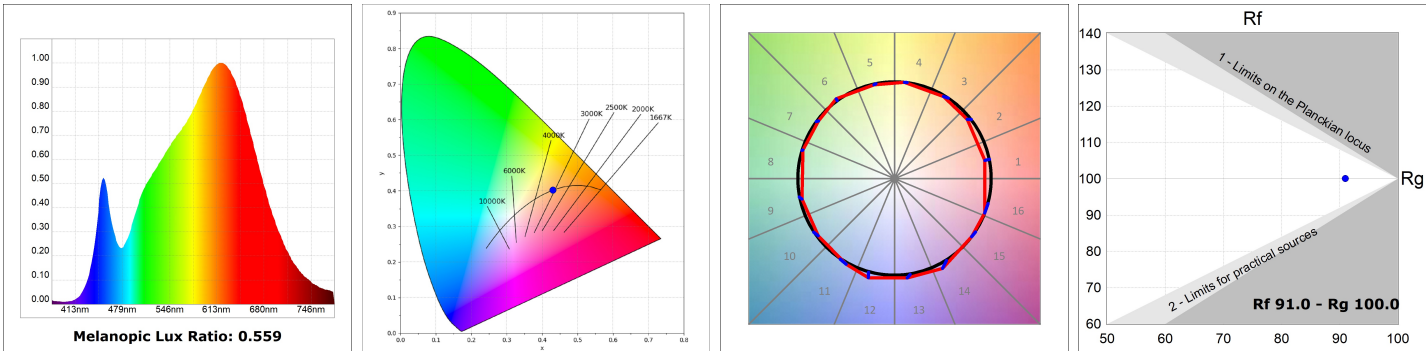 1.00
0.90
0.80
0.70
0.60
0.50
0.40
0.30
0.20
0.10
0.00
413nm 479nm 546nm 613nm 680nm 746nm
Melanopic Lux Ratio: 0.559
0.9
0.8
0.7
0.6
0.5
y
0.4
0.3
0.2
0.1
0.0
0.0 0.1 0.2 0.3 0.4 0.5 0.6 0.7 0.8
x
10000K
6000K
4000K
3000K
2500K
2000K
1667K
1
2
3
4
5
6
7
8
9
10
11
12
13
14
15
16
Rf
140
130
120
110
100
90
80
70
60
50 60 70 80 90 100
Rg
1 - Limits on the Planckian locus
2 - Limits for practical sources
Rf 91.0 - Rg 100.0